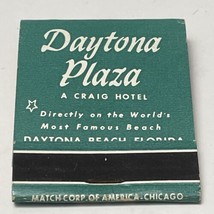 Daytona
Plaza
A CRAIG HOTEL
Directly on the World's
Most Famous Beach
DAYTONA BEACH FLORIDA
MATCH CORP. OF AMERICA-CHICAGO